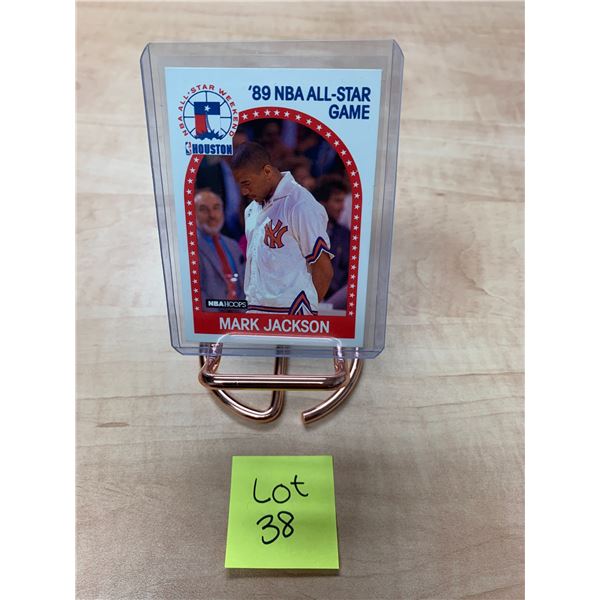 '89 NBA ALL-STAR
GAME
NBA ALL-STAR WEEKEND
HOUSTON
NY
NBA HOOPS
MARK JACKSON
Lot
38